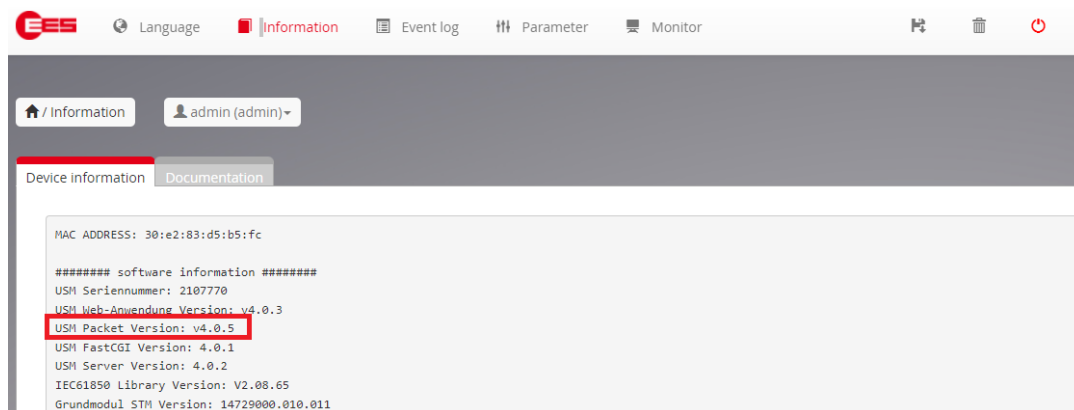 EES Language Information Event log Parameter Monitor
/ Information admin (admin)
Device information Documentation
MAC ADDRESS: 30:e2:83:d5:b5:fc
######## software information ########
USM Seriennummer: 2107770
USM Web-Anwendung Version: v4.0.3
USM Packet Version: v4.0.5
USM FastCGI Version: 4.0.1
USM Server Version: 4.0.2
IEC61850 Library Version: V2.08.65
Grundmodul STM Version: 14729000.010.011